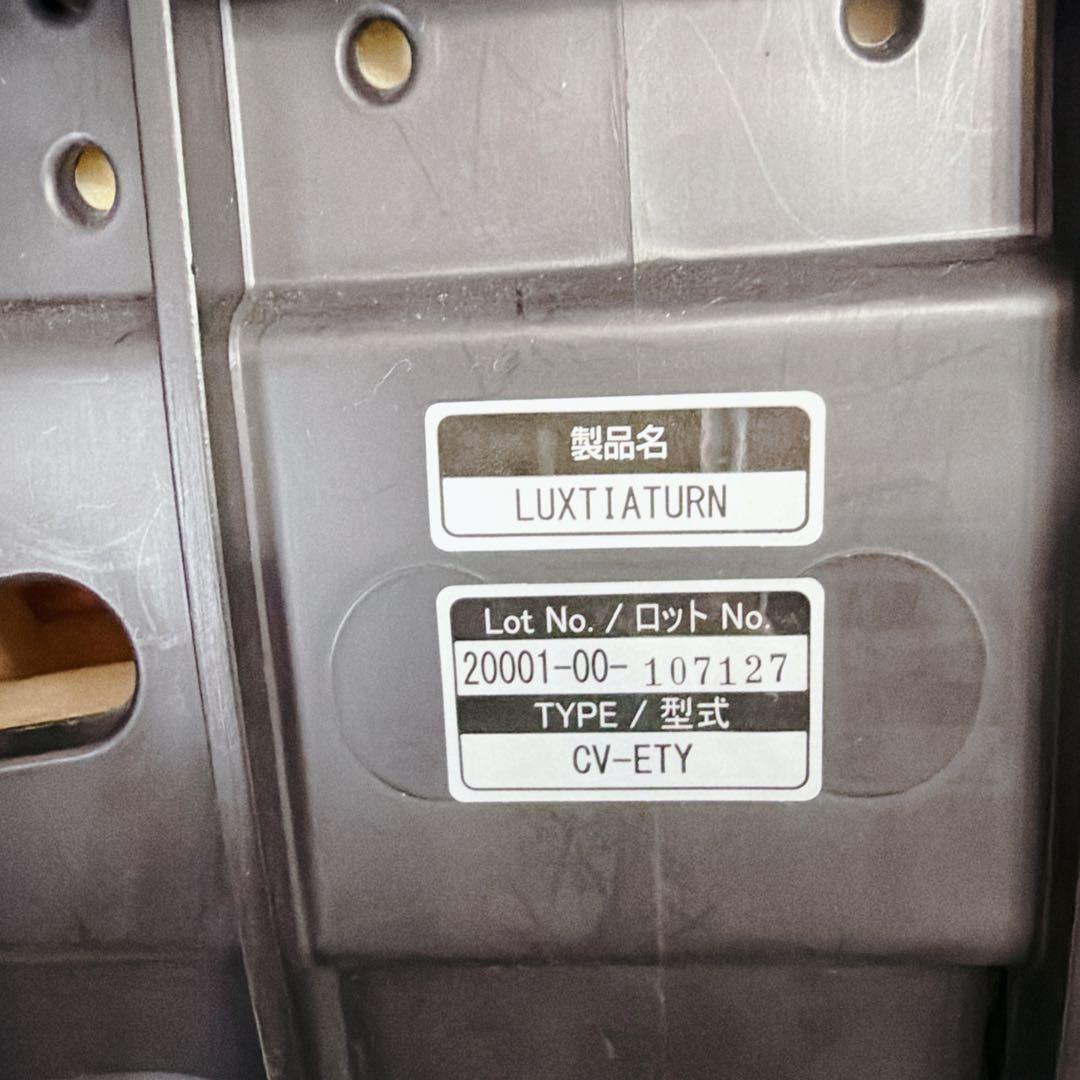 製品名
LUXTIATURN
Lot No. / ロット No.
20001-00- 107127
TYPE / 型式
CV-ETY